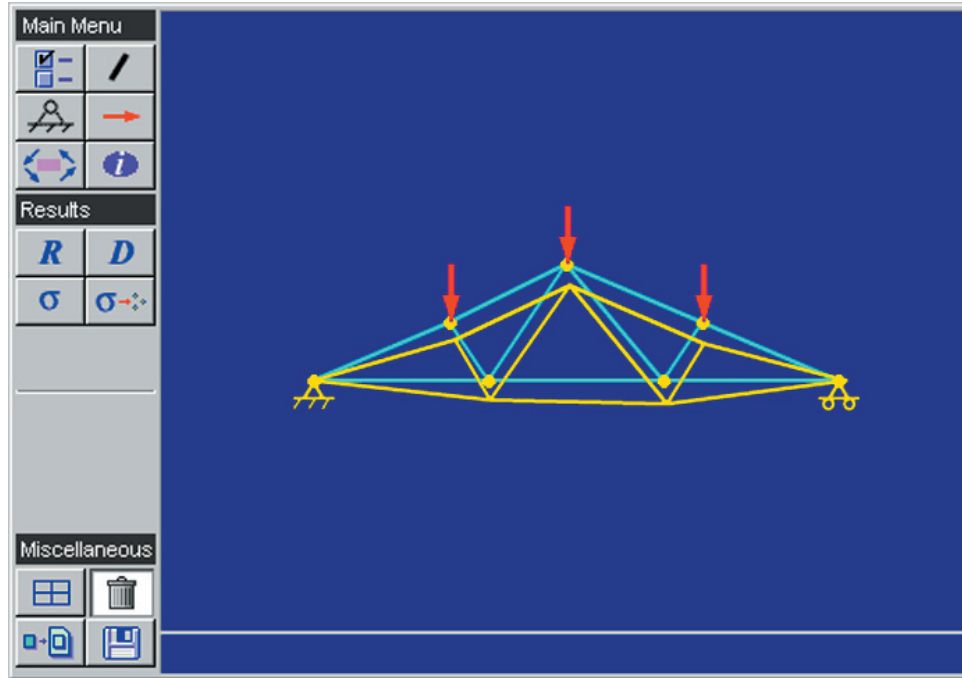 Main Menu
i
Results
R D
σ σ
Miscellaneous